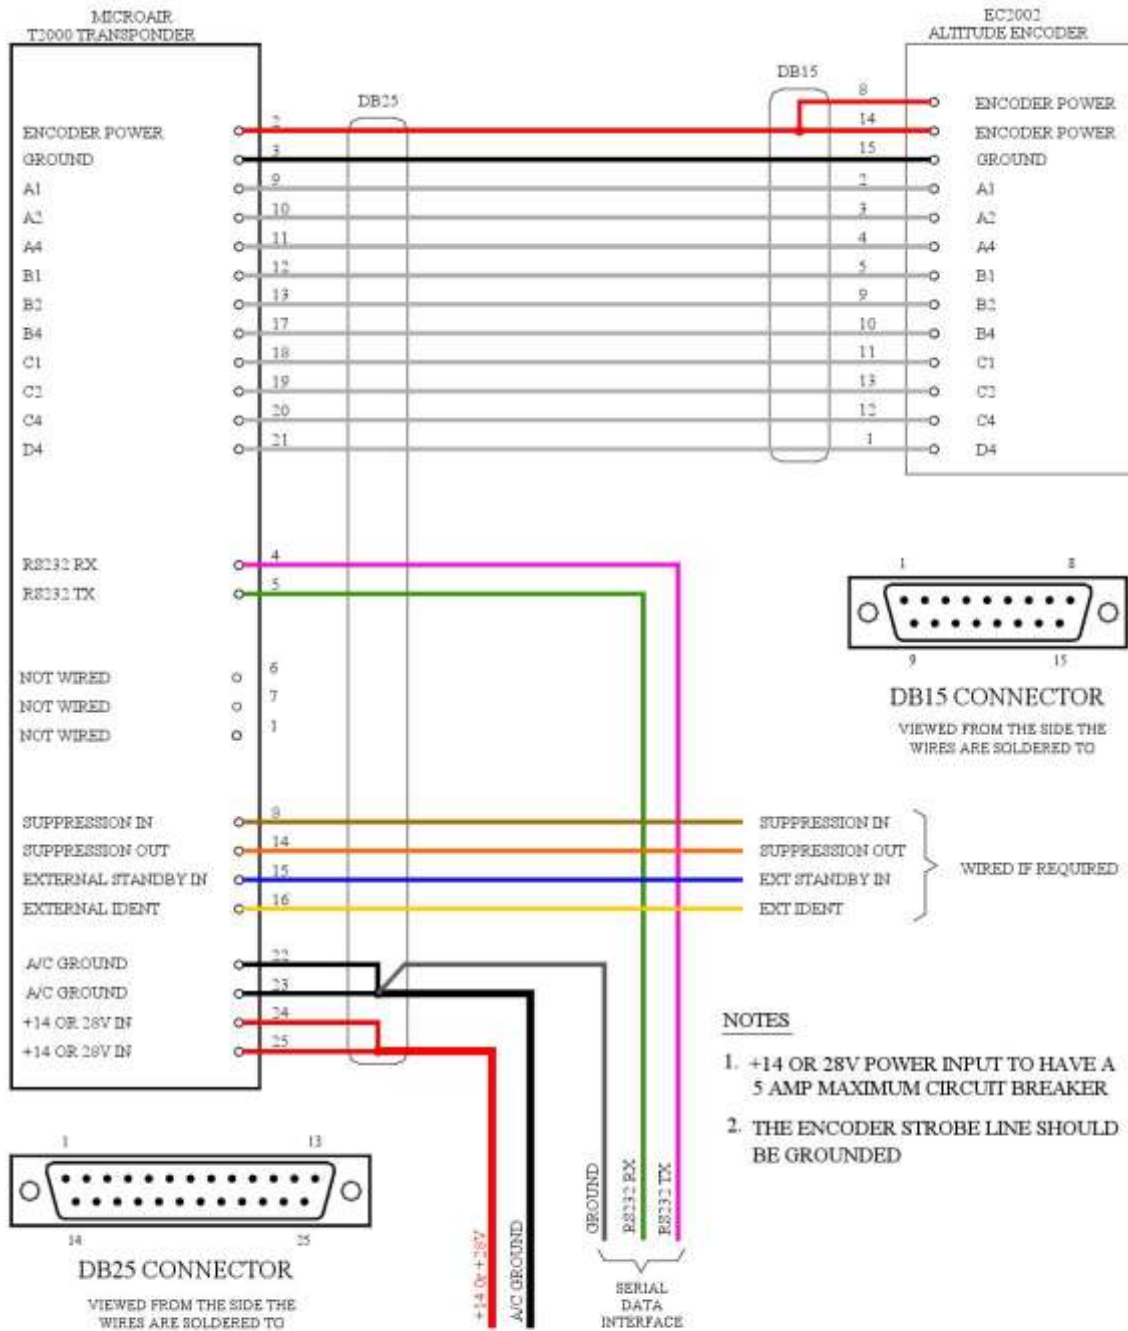 MICROAIR
T2000 TRANSPONDER
EC2002
ALTITUDE ENCODER
DB25
DB15
8 ENCODER POWER
ENCODER POWER 2 14 ENCODER POWER
GROUND 3 15 GROUND
A1 9 2 A1
A2 10 3 A2
A4 11 4 A4
B1 12 5 B1
B2 13 9 B2
B4 17 10 B4
C1 18 11 C1
C2 19 13 C2
C4 20 12 C4
D4 21 1 D4
RS232 RX 4
RS232 TX 5
NOT WIRED 6
NOT WIRED 7
NOT WIRED 1
1 8
9 15
DB15 CONNECTOR
VIEWED FROM THE SIDE THE
WIRES ARE SOLDERED TO
SUPPRESSION IN 8 SUPPRESSION IN
SUPPRESSION OUT 14 SUPPRESSION OUT
EXTERNAL STANDBY IN 15 EXT STANDBY IN
EXTERNAL IDENT 16 EXT IDENT
WIRED IF REQUIRED
A/C GROUND 22
A/C GROUND 23
+14 OR 28V IN 24
+14 OR 28V IN 25
NOTES
1. +14 OR 28V POWER INPUT TO HAVE A
5 AMP MAXIMUM CIRCUIT BREAKER
2. THE ENCODER STROBE LINE SHOULD
BE GROUNDED
1 13
14 25
DB25 CONNECTOR
VIEWED FROM THE SIDE THE
WIRES ARE SOLDERED TO
+14 0r +28V
A/C GROUND
GROUND
RS232 RX
RS232 TX
SERIAL
DATA
INTERFACE